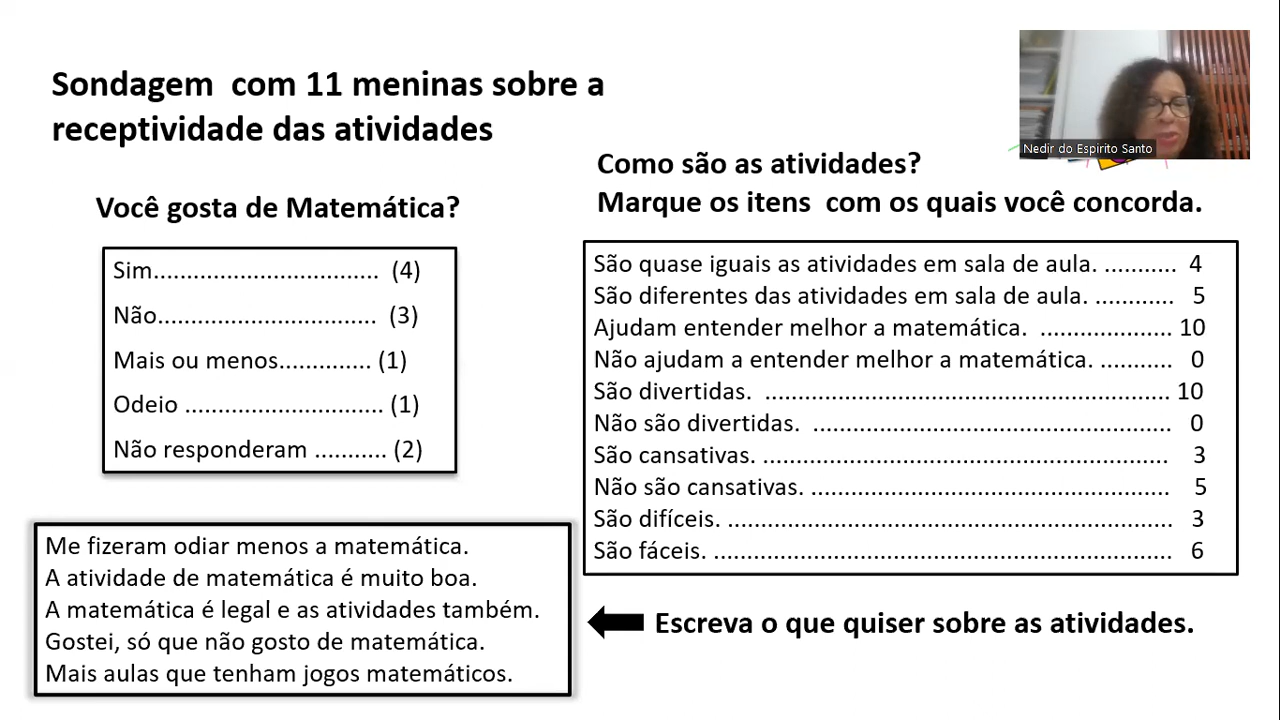 Sondagem com 11 meninas sobre a
receptividade das atividades
Nedir do Espirito Santo
Você gosta de Matemática?
Sim.................................. (4)
Não................................. (3)
Mais ou menos.............. (1)
Odeio .............................. (1)
Não responderam ........... (2)
Como são as atividades?
Marque os itens com os quais você concorda.
São quase iguais as atividades em sala de aula. ........... 4
São diferentes das atividades em sala de aula. ............ 5
Ajudam entender melhor a matemática. .................... 10
Não ajudam a entender melhor a matemática. ........... 0
São divertidas. ............................................................. 10
Não são divertidas. ...................................................... 0
São cansativas. ............................................................. 3
Não são cansativas. ...................................................... 5
São difíceis. ................................................................... 3
São fáceis. ..................................................................... 6
Escreva o que quiser sobre as atividades.
Me fizeram odiar menos a matemática.
A atividade de matemática é muito boa.
A matemática é legal e as atividades também.
Gostei, só que não gosto de matemática.
Mais aulas que tenham jogos matemáticos.